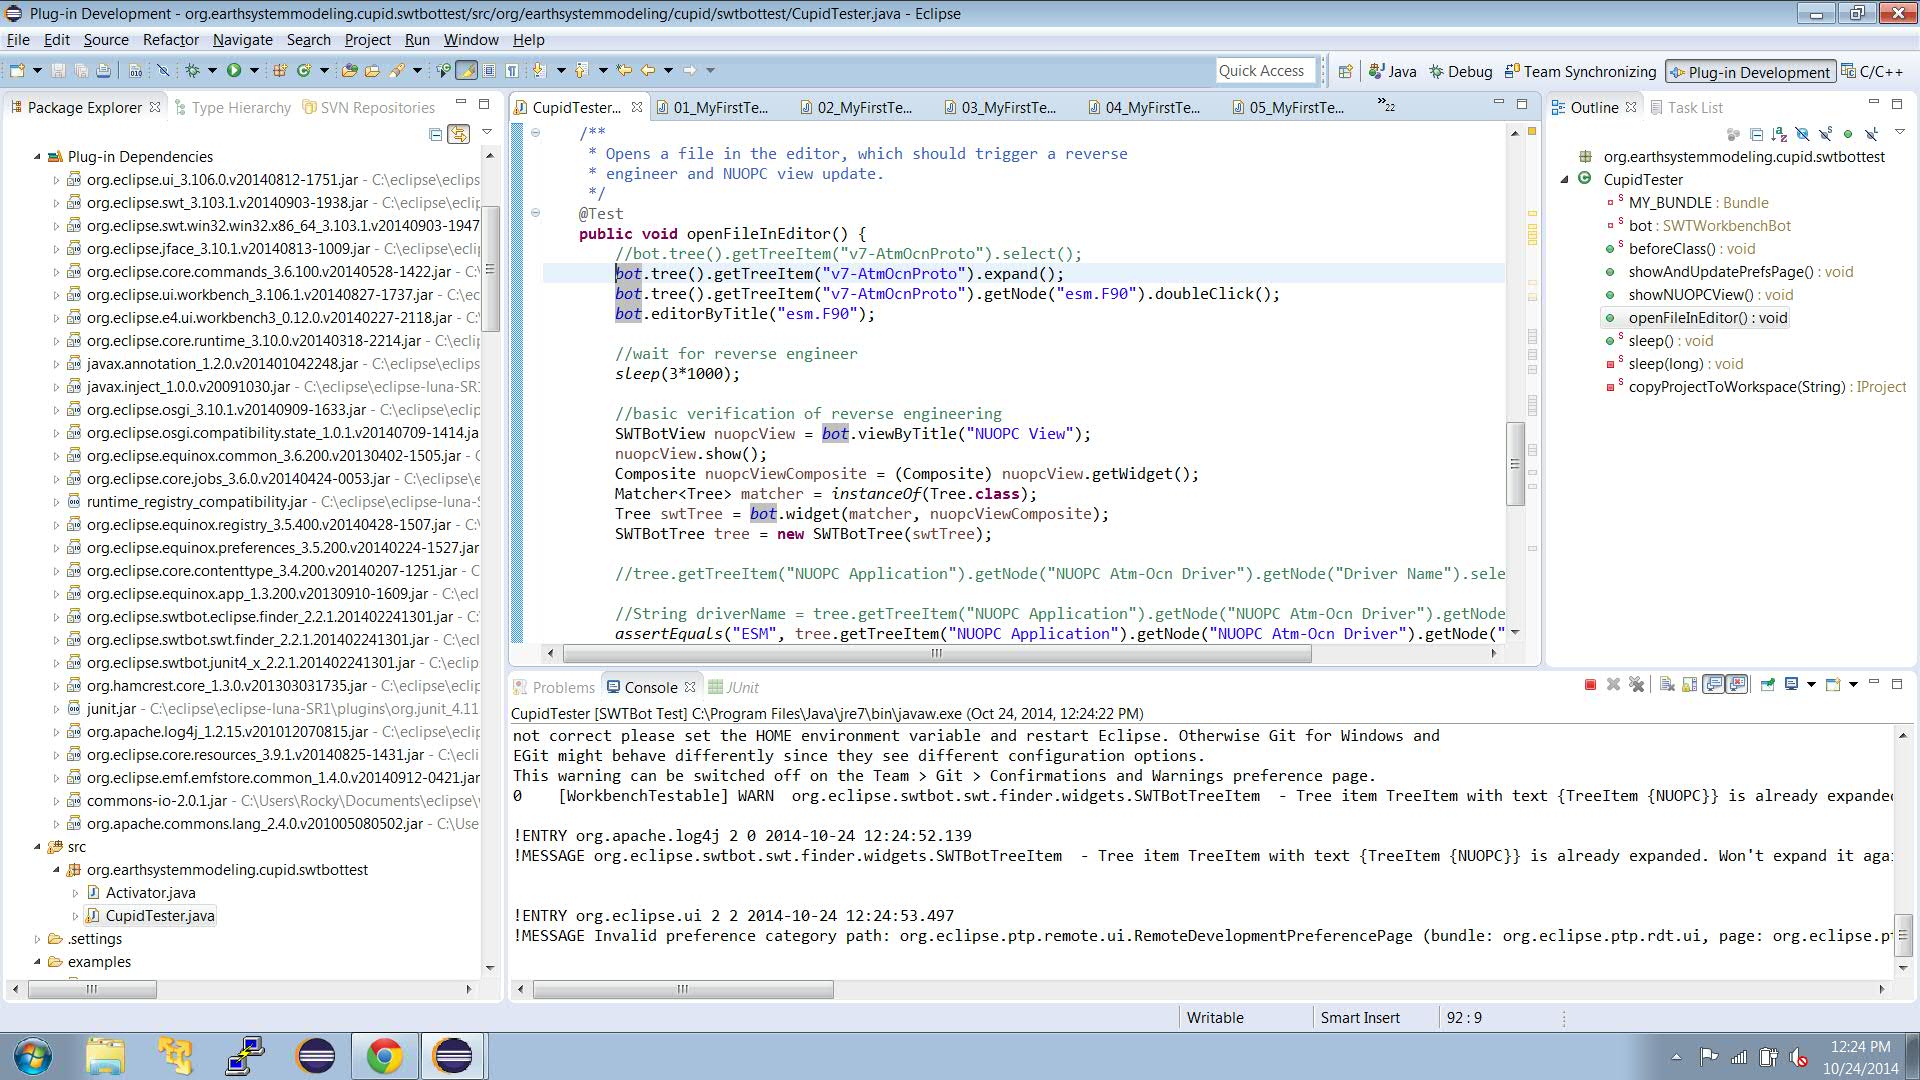 Plug-in Development - org.earthsystemmodeling.cupid.swtbottest/src/org/earthsystemmodeling/cupid/swtbottest/CupidTester.java - Eclipse
File Edit Source Refactor Navigate Search Project Run Window Help
Quick Access
Java
Debug
Team Synchronizing
Plug-in Development
C/C++
Package Explorer
Type Hierarchy
SVN Repositories
Plug-in Dependencies
org.eclipse.ui_3.106.0.v20140812-1751.jar - C:\eclipse\eclips
org.eclipse.swt_3.103.1.v20140903-1938.jar - C:\eclipse\ecli
org.eclipse.swt.win32.win32.x86_64_3.103.1.v20140903-1947
org.eclipse.jface_3.10.1.v20140813-1009.jar - C:\eclipse\ecli
org.eclipse.core.commands_3.6.100.v20140528-1422.jar - C
org.eclipse.ui.workbench_3.106.1.v20140827-1737.jar - C:\ec
org.eclipse.e4.ui.workbench3_0.12.0.v20140227-2118.jar - C
org.eclipse.core.runtime_3.10.0.v20140318-2214.jar - C:\ecli
javax.annotation_1.2.0.v201401042248.jar - C:\eclipse\eclips
javax.inject_1.0.0.v20091030.jar - C:\eclipse\eclipse-luna-SR
org.eclipse.osgi_3.10.1.v20140909-1633.jar - C:\eclipse\eclip
org.eclipse.osgi.compatibility.state_1.0.1.v20140709-1414.ja
org.eclipse.equinox.common_3.6.200.v20130402-1505.jar - C
org.eclipse.core.jobs_3.6.0.v20140424-0053.jar - C:\eclipse\e
runtime_registry_compatibility.jar - C:\eclipse\eclipse-luna-
org.eclipse.equinox.registry_3.5.400.v20140428-1507.jar - C:
org.eclipse.equinox.preferences_3.5.200.v20140224-1527.jar
org.eclipse.core.contenttype_3.4.200.v20140207-1251.jar - C
org.eclipse.equinox.app_1.3.200.v20130910-1609.jar - C:\ecl
org.eclipse.swtbot.eclipse.finder_2.2.1.201402241301.jar - C
org.eclipse.swtbot.swt.finder_2.2.1.201402241301.jar - C:\ec
org.eclipse.swtbot.junit4_x_2.2.1.201402241301.jar - C:\eclip
org.hamcrest.core_1.3.0.v201303031735.jar - C:\eclipse\ecli
junit.jar - C:\eclipse\eclipse-luna-SR1\plugins\org.junit_4.11
org.apache.log4j_1.2.15.v201012070815.jar - C:\eclipse\eclip
org.eclipse.core.resources_3.9.1.v20140825-1431.jar - C:\ecl
org.eclipse.emf.emfstore.common_1.4.0.v20140912-0421.jar
commons-io-2.0.1.jar - C:\Users\Rocky\Documents\eclipse\
org.apache.commons.lang_2.4.0.v201005080502.jar - C:\Use
src
org.earthsystemmodeling.cupid.swtbottest
Activator.java
CupidTester.java
.settings
examples
CupidTester...
01_MyFirstTe...
02_MyFirstTe...
03_MyFirstTe...
04_MyFirstTe...
05_MyFirstTe...
»22
/**
* Opens a file in the editor, which should trigger a reverse
* engineer and NUOPC view update.
*/
@Test
public void openFileInEditor() {
//bot.tree().getTreeItem("v7-AtmOcnProto").select();
bot.tree().getTreeItem("v7-AtmOcnProto").expand();
bot.tree().getTreeItem("v7-AtmOcnProto").getNode("esm.F90").doubleClick();
bot.editorByTitle("esm.F90");
//wait for reverse engineer
sleep(3*1000);
//basic verification of reverse engineering
SWTBotView nuopcView = bot.viewByTitle("NUOPC View");
nuopcView.show();
Composite nuopcViewComposite = (Composite) nuopcView.getWidget();
Matcher<Tree> matcher = instanceOf(Tree.class);
Tree swtTree = bot.widget(matcher, nuopcViewComposite);
SWTBotTree tree = new SWTBotTree(swtTree);
//tree.getTreeItem("NUOPC Application").getNode("NUOPC Atm-Ocn Driver").getNode("Driver Name").sele
//String driverName = tree.getTreeItem("NUOPC Application").getNode("NUOPC Atm-Ocn Driver").getNode
assertEquals("ESM", tree.getTreeItem("NUOPC Application").getNode("NUOPC Atm-Ocn Driver").getNode("
Outline
Task List
org.earthsystemmodeling.cupid.swtbottest
CupidTester
MY_BUNDLE : Bundle
bot : SWTWorkbenchBot
beforeClass() : void
showAndUpdatePrefsPage() : void
showNUOPCView() : void
openFileInEditor() : void
sleep() : void
sleep(long) : void
copyProjectToWorkspace(String) : IProject
Problems
Console
JUnit
CupidTester [SWTBot Test] C:\Program Files\Java\jre7\bin\javaw.exe (Oct 24, 2014, 12:24:22 PM)
not correct please set the HOME environment variable and restart Eclipse. Otherwise Git for Windows and
EGit might behave differently since they see different configuration options.
This warning can be switched off on the Team > Git > Confirmations and Warnings preference page.
0 [WorkbenchTestable] WARN org.eclipse.swtbot.swt.finder.widgets.SWTBotTreeItem - Tree item TreeItem with text {TreeItem {NUOPC}} is already expanded
!ENTRY org.apache.log4j 2 0 2014-10-24 12:24:52.139
!MESSAGE org.eclipse.swtbot.swt.finder.widgets.SWTBotTreeItem - Tree item TreeItem with text {TreeItem {NUOPC}} is already expanded. Won't expand it aga
!ENTRY org.eclipse.ui 2 2 2014-10-24 12:24:53.497
!MESSAGE Invalid preference category path: org.eclipse.ptp.remote.ui.RemoteDevelopmentPreferencePage (bundle: org.eclipse.ptp.rdt.ui, page: org.eclipse.pt
Writable
Smart Insert
92 : 9
12:24 PM
10/24/2014